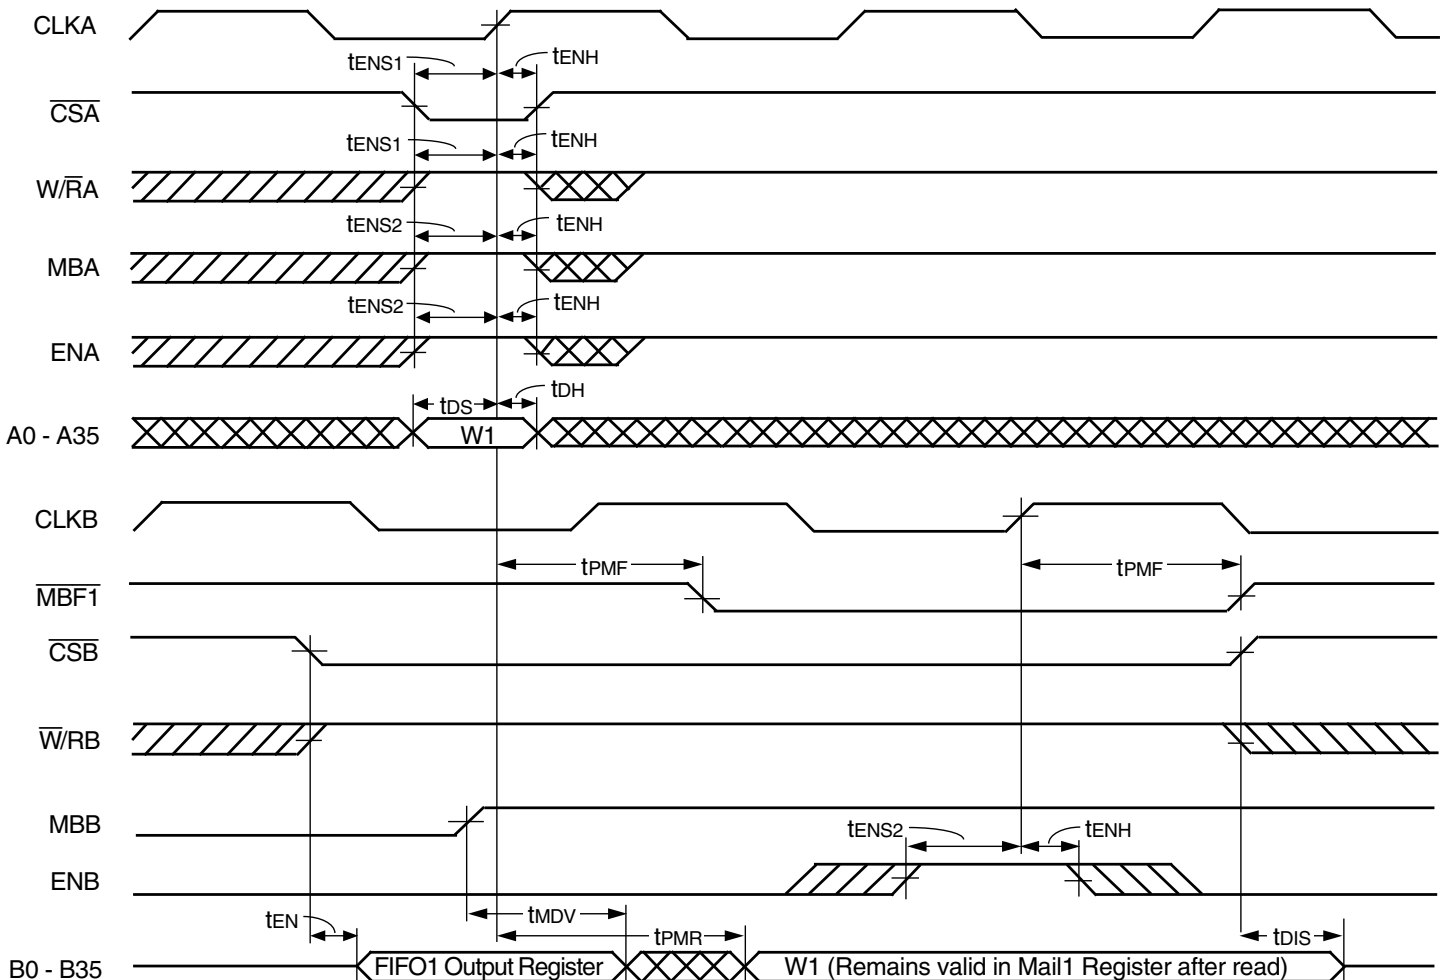 CLKA
tENS1
tENH
CSA
tENS1
tENH
W/RA
tENS2
tENH
MBA
tENS2
tENH
ENA
tDS
tDH
A0 - A35
W1
CLKB
tPMF
tPMF
MBF1
CSB
W/RB
MBB
tENS2
tENH
ENB
tEN
tMDV
tPMR
tDIS
B0 - B35
FIFO1 Output Register
W1 (Remains valid in Mail1 Register after read)